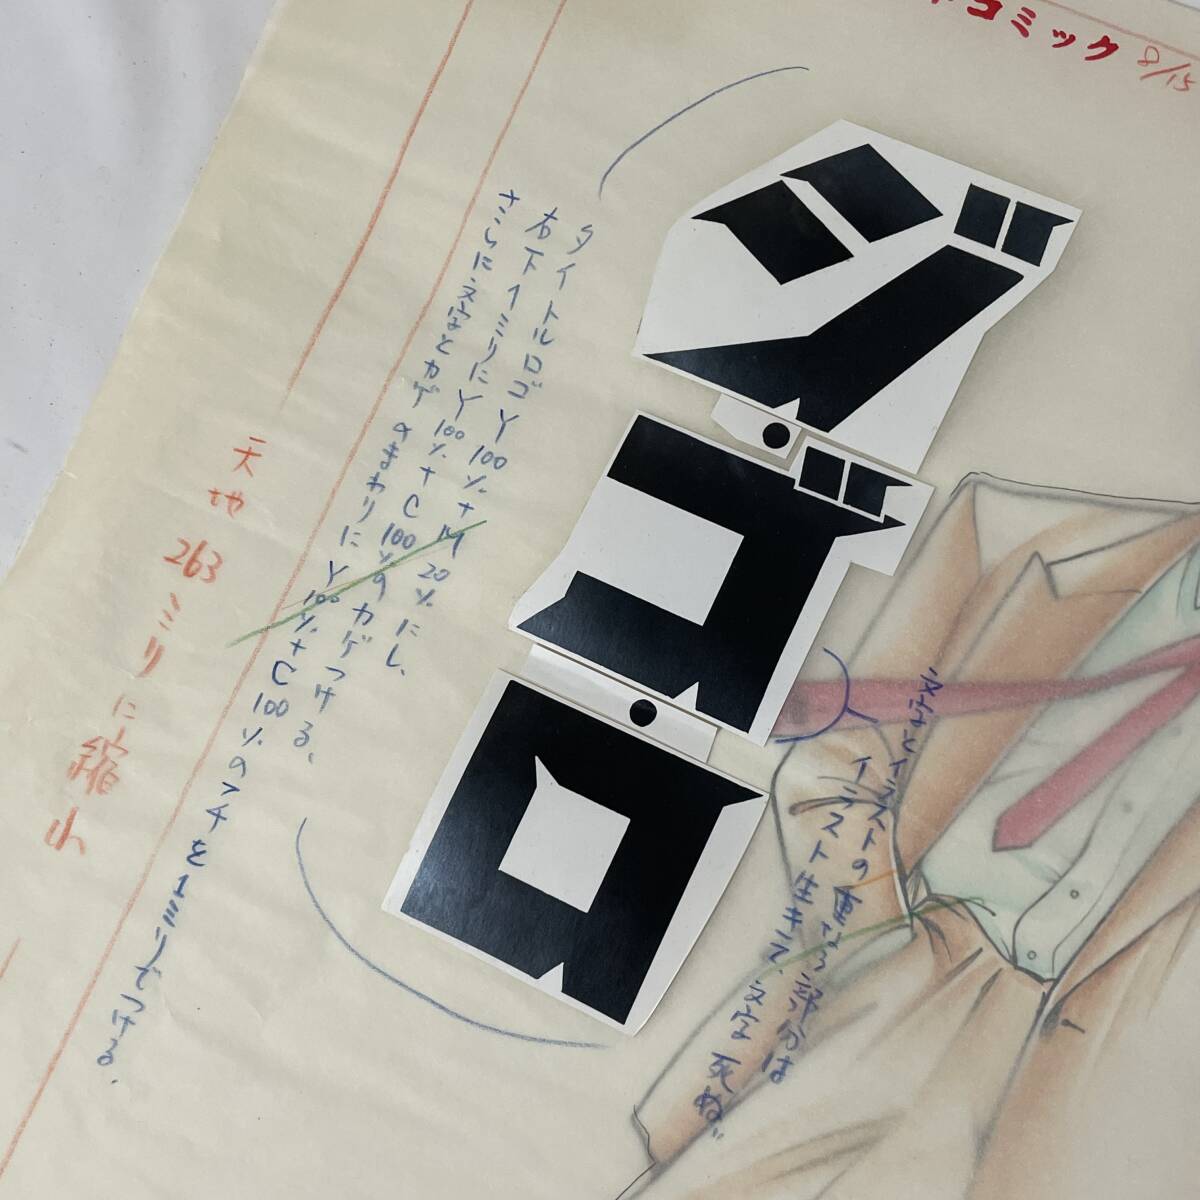 コミック 8/15
ジ・ゴ・ロ
文字とイラストの重なる部分は
イラスト生きて、文字死ぬ。
タイトルロゴY100%+M20%にし、
右下1ミリにY100%+C100%のカゲつける、
さらに文字とカゲのまわりにY100%+C100%のフチを1ミリでつける。
天地263ミリに縮小